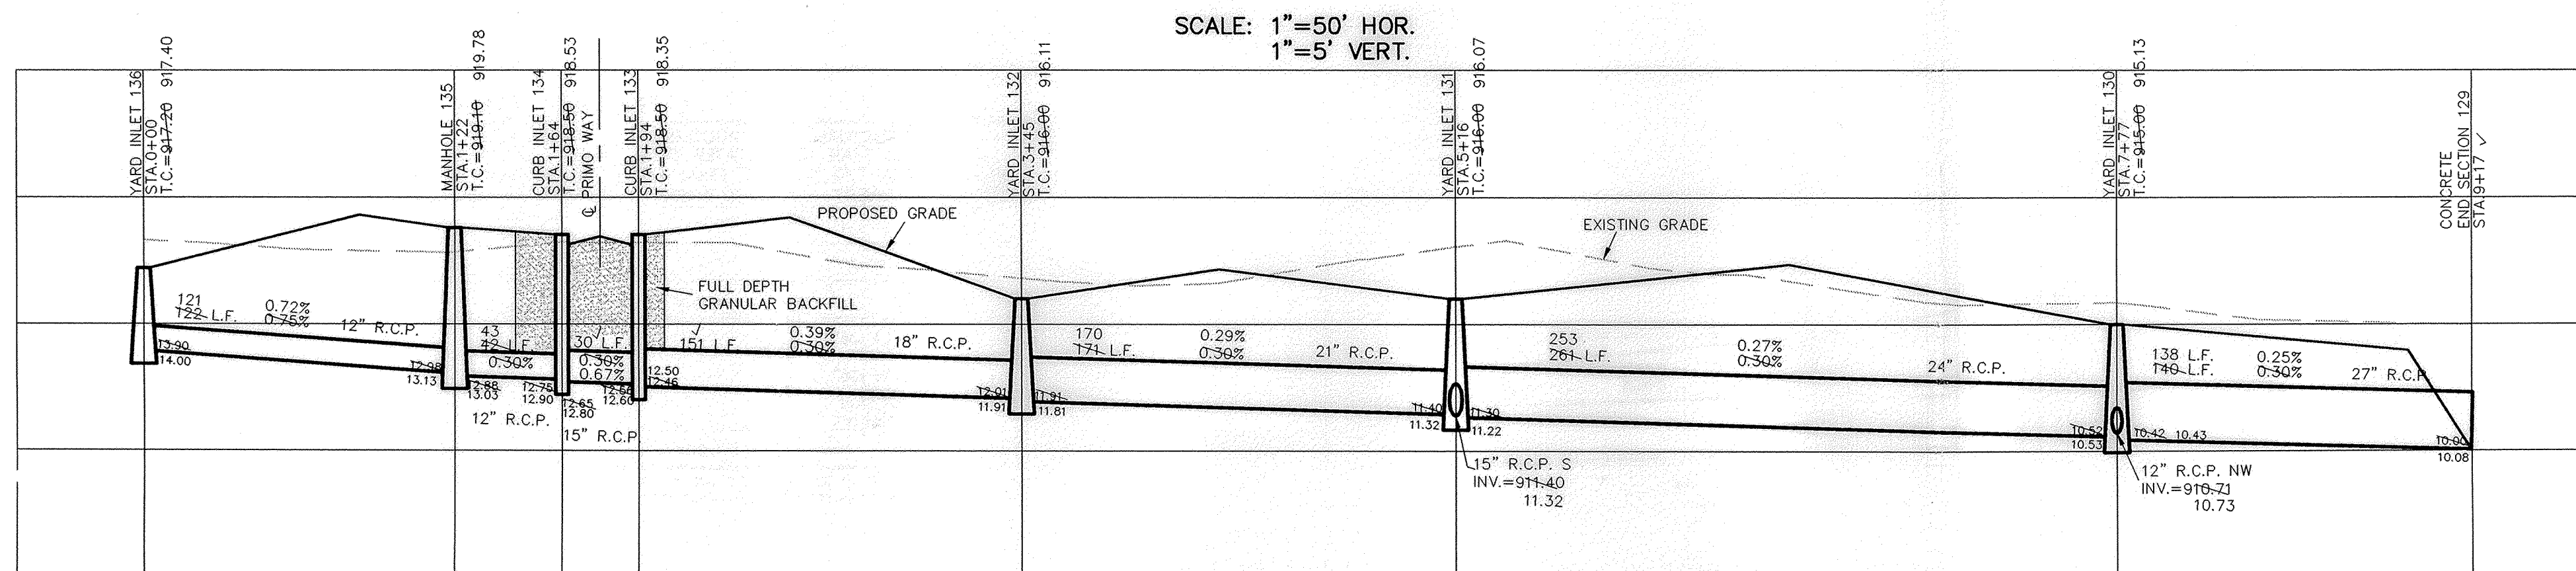 SCALE: 1"=50' HOR.
1"=5' VERT.
YARD INLET 136
STA.0+00
T.C.=917.20 917.40
MANHOLE 135
STA.1+22
T.C.=919.10 919.78
CURB INLET 134
STA.1+64
T.C.=918.50 918.53
℄ PRIMO WAY
CURB INLET 133
STA.1+94
T.C.=918.50 918.35
YARD INLET 132
STA.3+45
T.C.=916.00 916.11
YARD INLET 131
STA.5+16
T.C.=916.00 916.07
YARD INLET 130
STA.7+77
T.C.=915.00 915.13
CONCRETE
END SECTION 129
STA.9+17 ✓
PROPOSED GRADE
EXISTING GRADE
FULL DEPTH
GRANULAR BACKFILL
121
122 L.F.
0.72%
0.75%
12" R.C.P.
13.90
14.00
12.98
13.13
43
42 L.F.
0.30%
12.88
13.03
12" R.C.P.
12.75
12.90
✓
30 L.F.
0.30%
0.67%
12.65
12.80
15" R.C.P.
12.60
✓
151 L.F.
0.39%
0.30%
18" R.C.P.
12.50
12.46
12.01
11.91
170
171 L.F.
0.29%
0.30%
21" R.C.P.
11.91
11.81
11.40
11.32
253
261 L.F.
0.27%
0.30%
24" R.C.P.
11.30
11.22
15" R.C.P. S
INV.=911.40
11.32
10.52
10.53
138 L.F.
140 L.F.
0.25%
0.30%
27" R.C.P.
10.42 10.43
10.00
10.08
12" R.C.P. NW
INV.=910.71
10.73